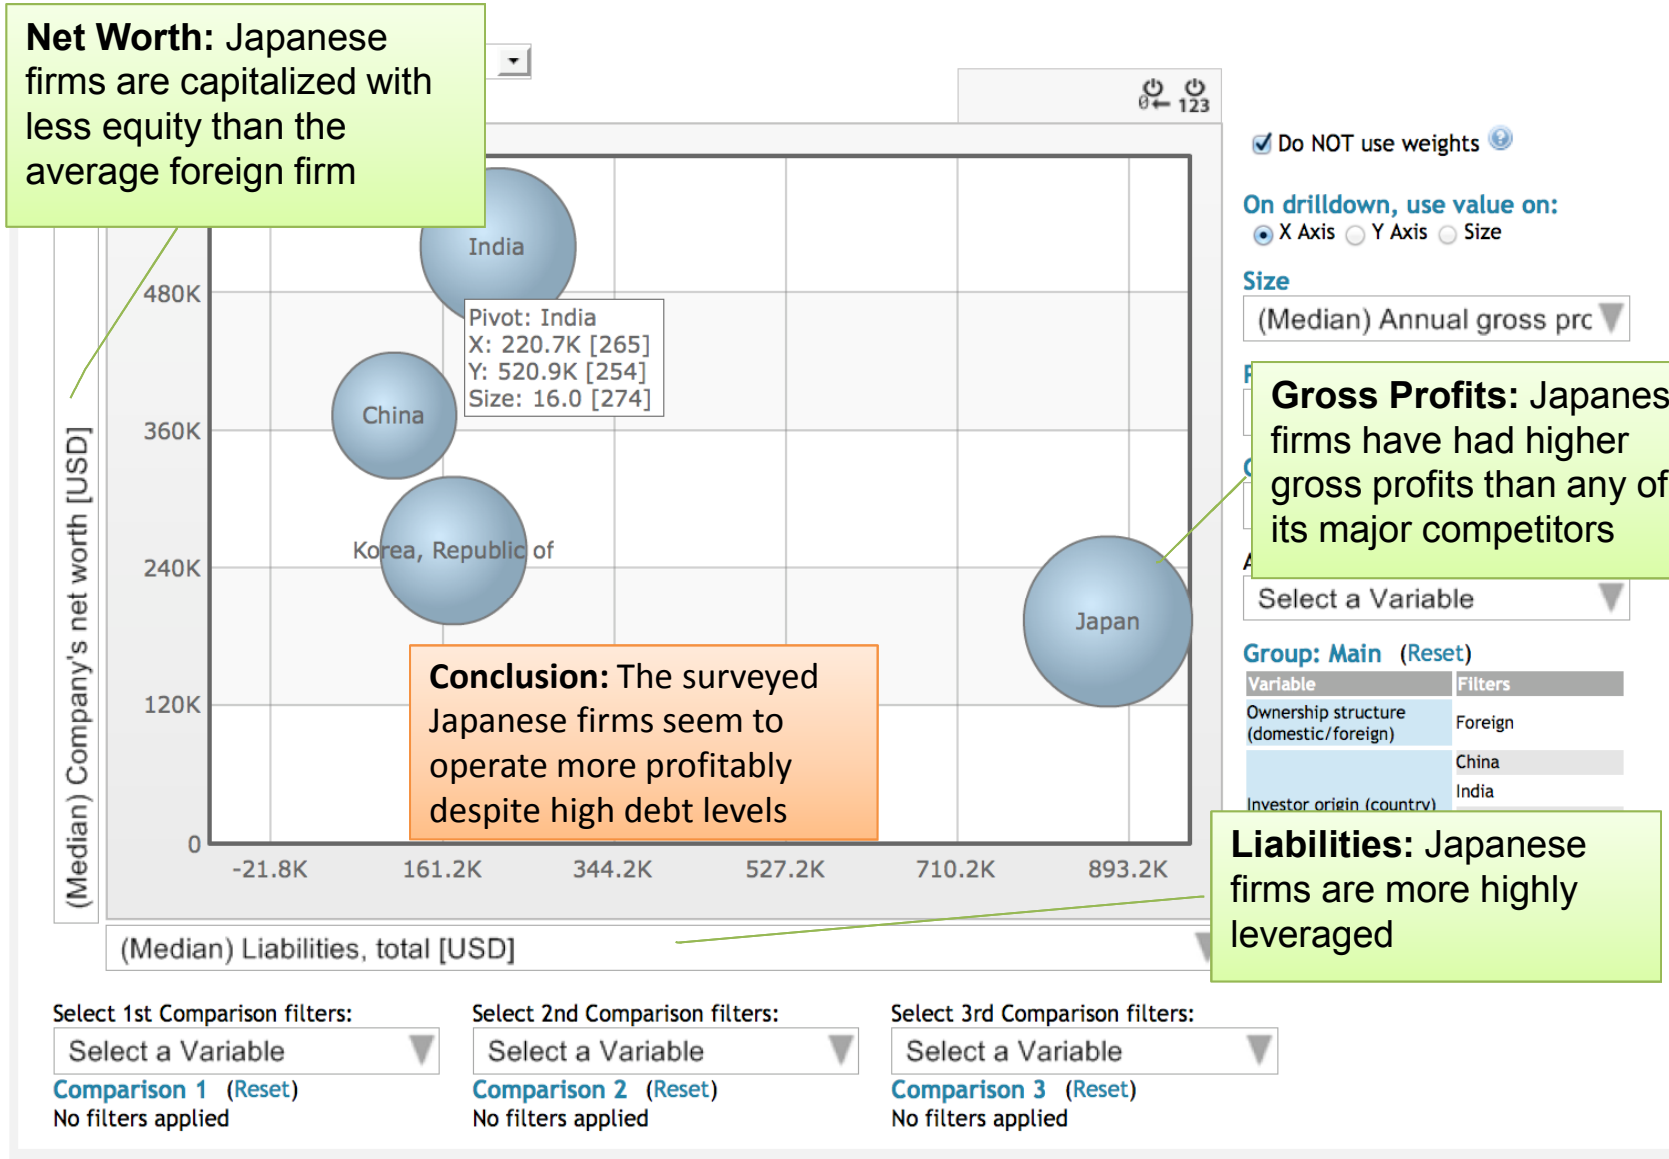 Net Worth: Japanese
firms are capitalized with
less equity than the
average foreign firm
0
123
Do NOT use weights
On drilldown, use value on:
X Axis
Y Axis
Size
Size
(Median) Annual gross prc
Gross Profits: Japanes
firms have had higher
gross profits than any of
its major competitors
Select a Variable
Group: Main (Reset)
Variable Filters
Ownership structure
(domestic/foreign)
Foreign
China
India
Investor origin (country)
Liabilities: Japanese
firms are more highly
leveraged
(Median) Company's net worth [USD]
480K
360K
240K
120K
0
India
Pivot: India
X: 220.7K [265]
Y: 520.9K [254]
Size: 16.0 [274]
China
Korea, Republic of
Japan
Conclusion: The surveyed
Japanese firms seem to
operate more profitably
despite high debt levels
-21.8K 161.2K 344.2K 527.2K 710.2K 893.2K
(Median) Liabilities, total [USD]
Select 1st Comparison filters:
Select a Variable
Comparison 1 (Reset)
No filters applied
Select 2nd Comparison filters:
Select a Variable
Comparison 2 (Reset)
No filters applied
Select 3rd Comparison filters:
Select a Variable
Comparison 3 (Reset)
No filters applied